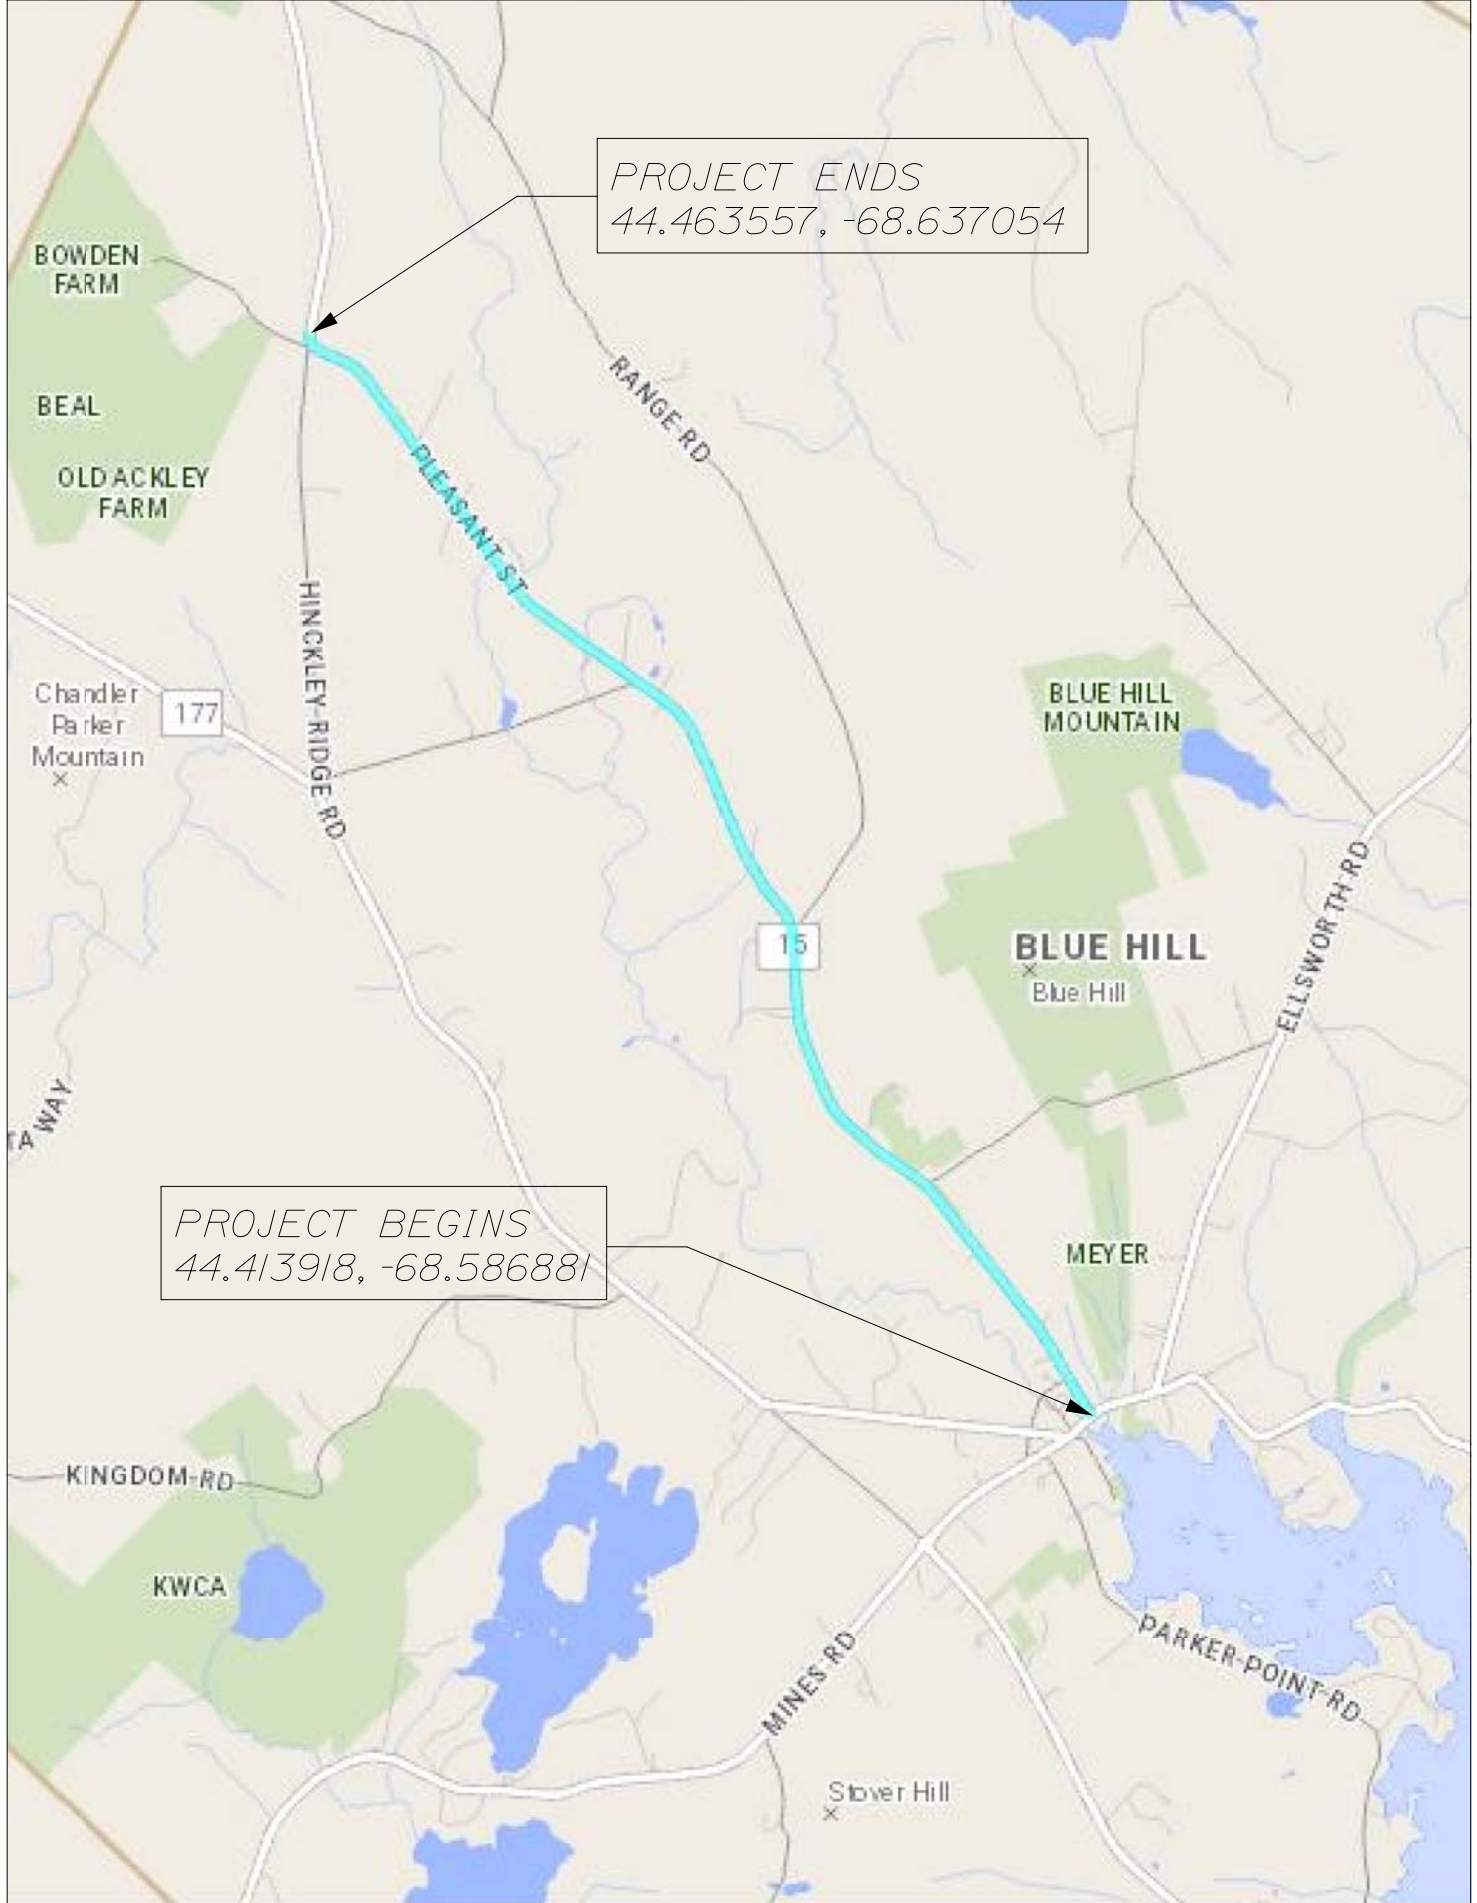 PROJECT ENDS
44.463557, -68.637054
BOWDEN
FARM
RANGE RD
BEAL
OLD ACKLEY
FARM
PLEASANT ST
HINCKLEY RIDGE RD
Chandler
Parker
Mountain
177
BLUE HILL
MOUNTAIN
ELLSWORTH RD
15
BLUE HILL
Blue Hill
TA WAY
PROJECT BEGINS
44.413918, -68.586881
MEYER
KINGDOM RD
KWCA
MINES RD
PARKER POINT RD
Stover Hill